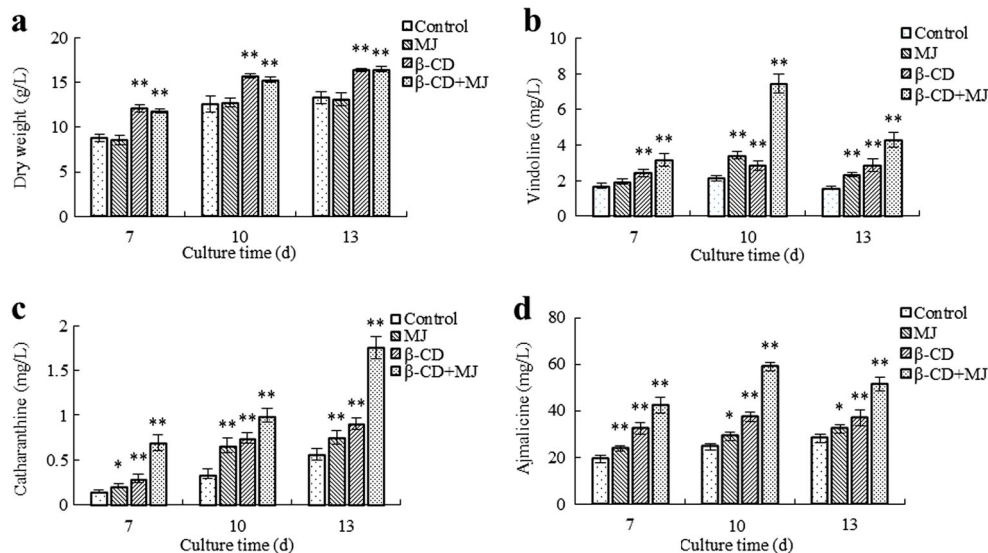 a
Dry weight (g/L)
20
15
10
5
0
** ** ** ** ** **
7 10 13
Culture time (d)
Control
MJ
β-CD
β-CD+MJ
b
Vindoline (mg/L)
10
8
6
4
2
0
** ** ** ** ** ** ** **
7 10 13
Culture time (d)
Control
MJ
β-CD
β-CD+MJ
c
Catharanthine (mg/L)
2
1.5
1
0.5
0
* ** ** ** ** ** ** ** **
7 10 13
Culture time (d)
Control
MJ
β-CD
β-CD+MJ
d
Ajmalicine (mg/L)
80
60
40
20
0
** ** ** * ** ** * ** **
7 10 13
Culture time (d)
Control
MJ
β-CD
β-CD+MJ